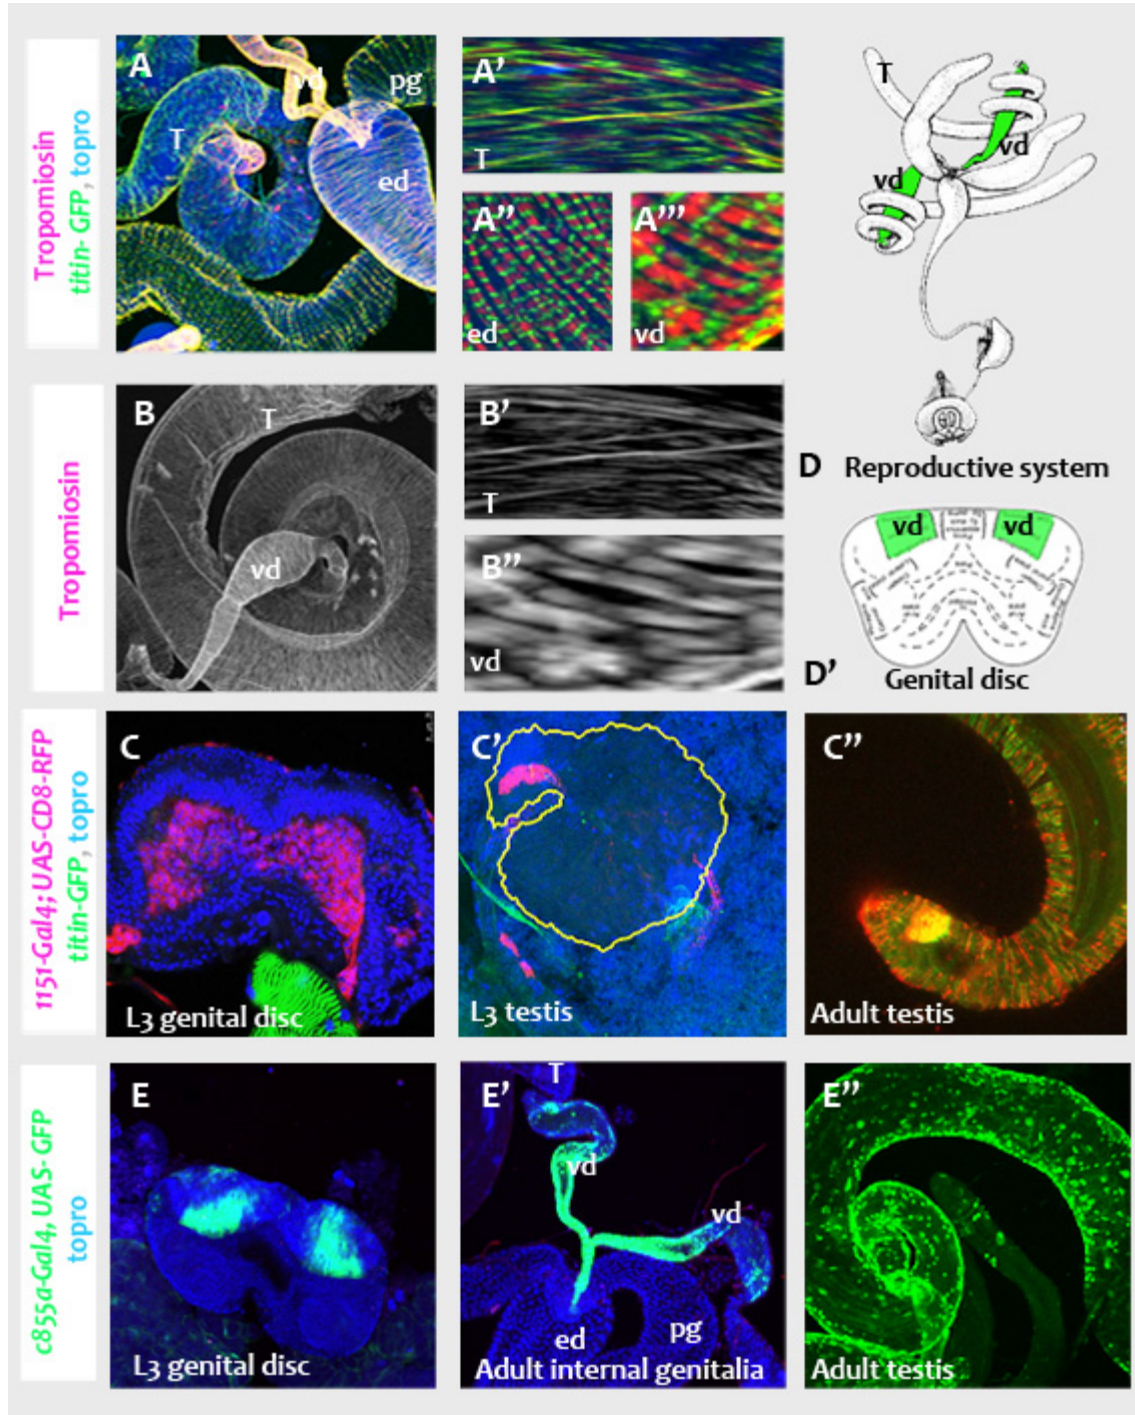 Tropomiosin
titin- GFP, topro
A
vd
pg
T
ed
A'
T
A''
ed
A'''
vd
T
vd
vd
D Reproductive system
Tropomiosin
B
T
vd
B'
T
B''
vd
vd vd
D' Genital disc
1151-Gal4; UAS-CD8-RFP
titin-GFP, topro
C
L3 genital disc
C'
L3 testis
C''
Adult testis
c855a-Gal4, UAS- GFP
topro
E
L3 genital disc
E'
T
vd
vd
ed
pg
Adult internal genitalia
E''
Adult testis